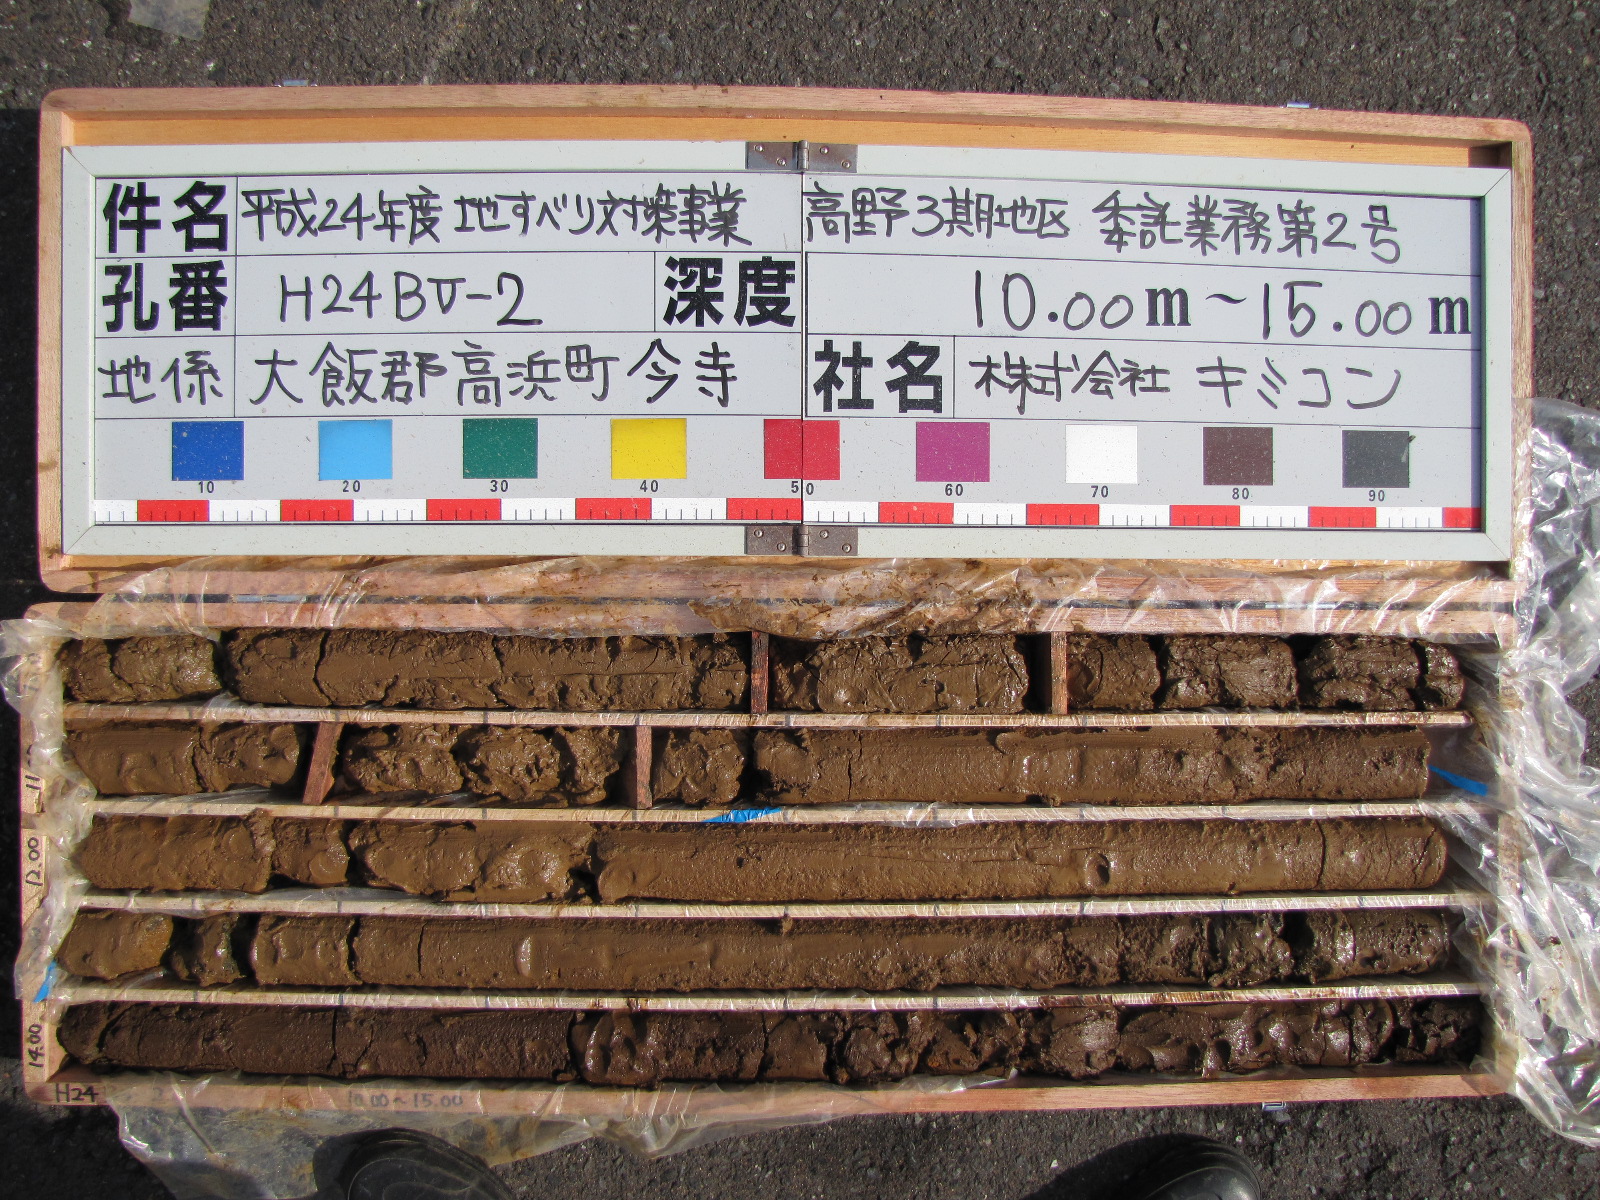 件名 平成24年度 地すべり対策事業 高野3期地区 委託業務第2号
孔番 H24BV-2 深度 10.00m~15.00m
地係 大飯郡高浜町今寺 社名 株式会社 キミコン
10 20 30 40 50 60 70 80 90
12.00
14.00
H24 2 10.00~15.00